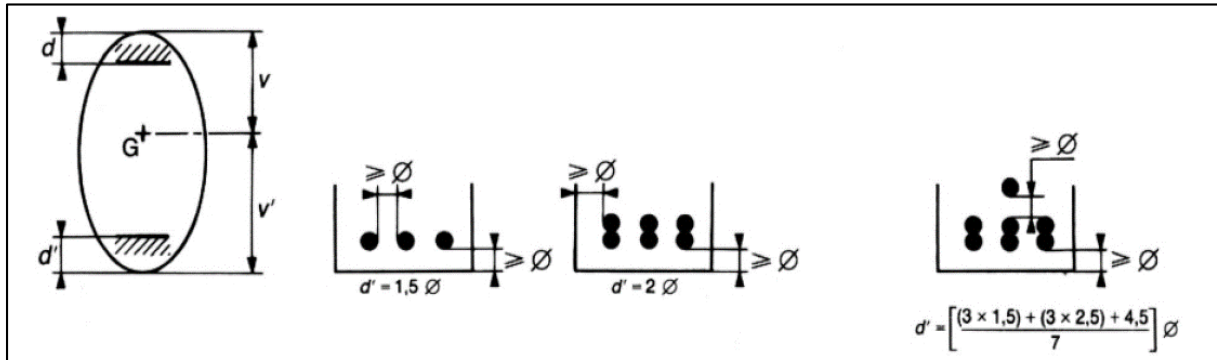 d
v
G
v'
d'
≥ Ø
≥ Ø
d' = 1,5 Ø
≥ Ø
≥ Ø
d' = 2 Ø
≥ Ø
≥ Ø
d' = [ (3 × 1,5) + (3 × 2,5) + 4,5 / 7 ] Ø